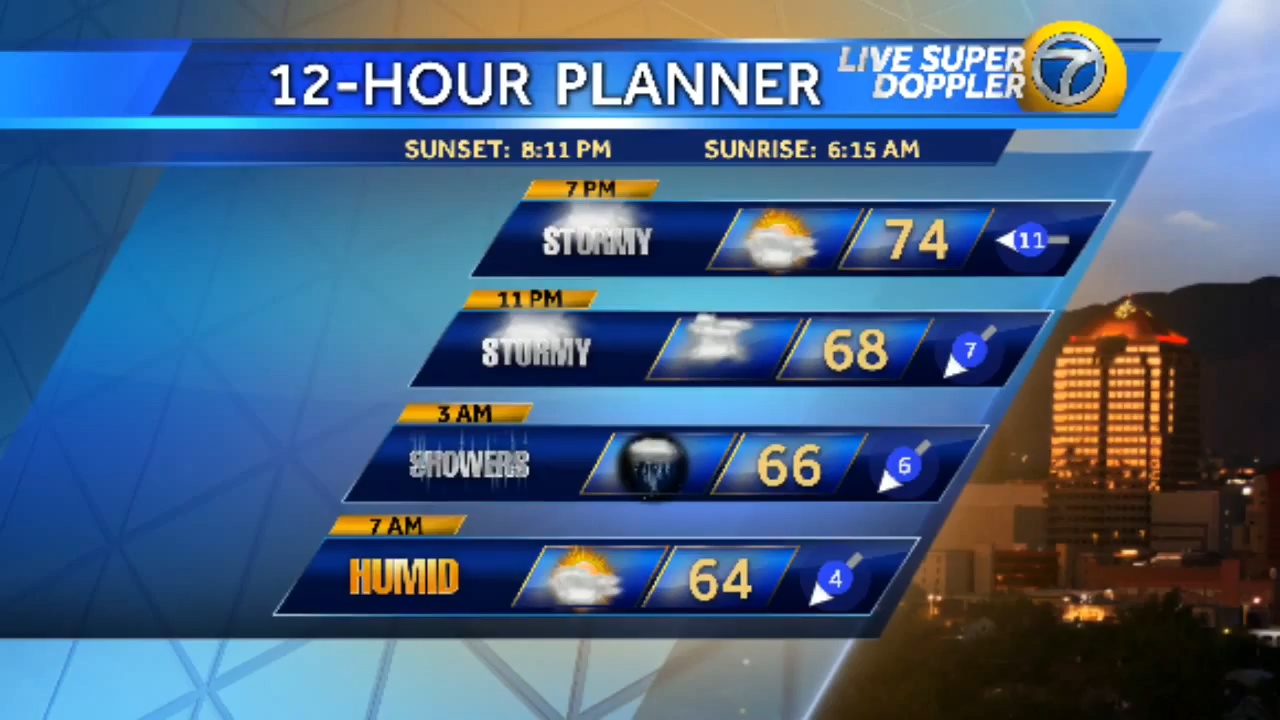 12-HOUR PLANNER
LIVE SUPER
DOPPLER 7
SUNSET: 8:11 PM SUNRISE: 6:15 AM
7 PM
STORMY 74 11
11 PM
STORMY 68 7
3 AM
SHOWERS 66 6
7 AM
HUMID 64 4